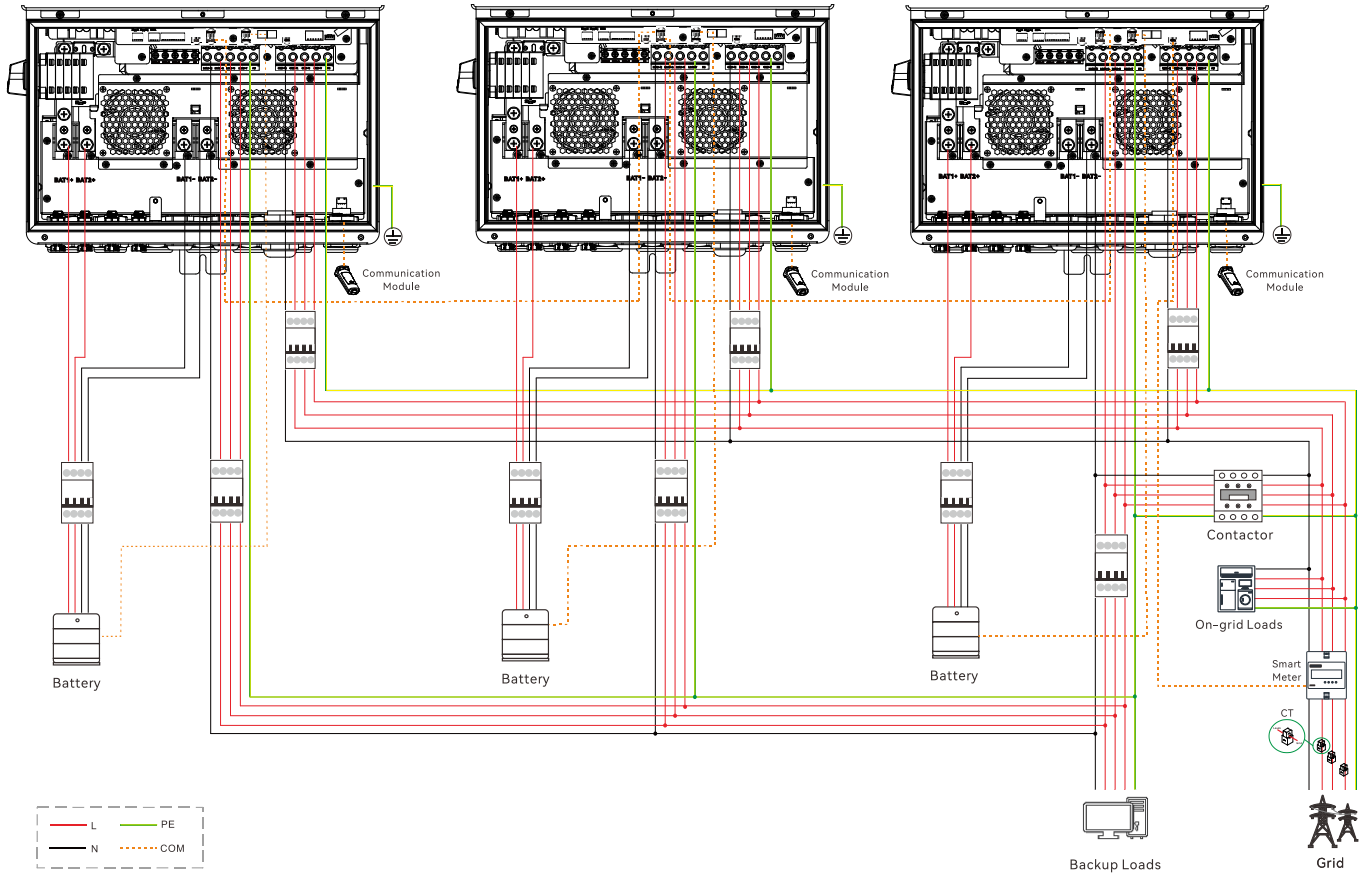 BAT1+ BAT2+
BAT1- BAT2-
BAT1+ BAT2+
BAT1- BAT2-
BAT1+ BAT2+
BAT1- BAT2-
Communication
Module
Communication
Module
Communication
Module
Contactor
On-grid Loads
Smart
Meter
Battery
Battery
Battery
CT
L
PE
N
COM
Backup Loads
Grid